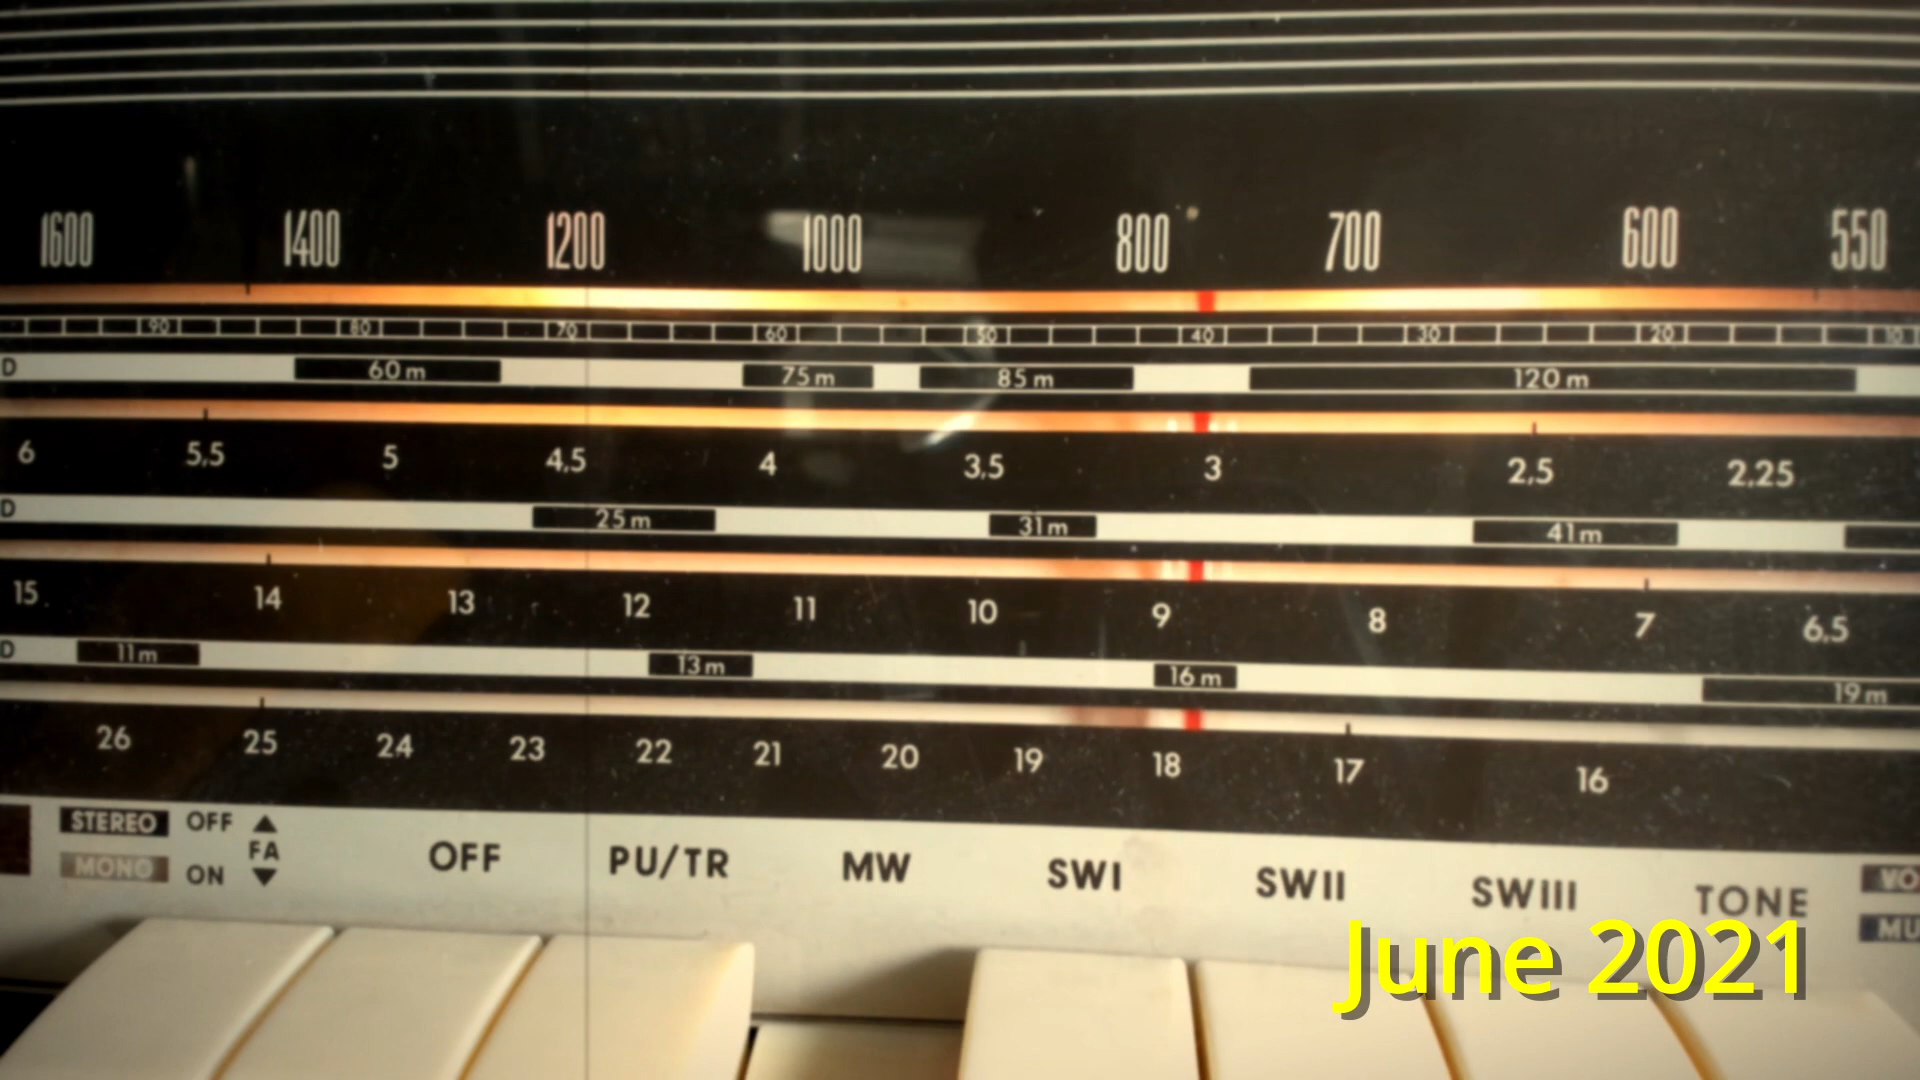 1600 1400 1200 1000 800 700 600 550
90 80 70 60 50 40 30 20 10
D 60 m 75 m 85 m 120 m
6 5,5 5 4,5 4 3,5 3 2,5 2,25
D 25 m 31 m 41 m
15 14 13 12 11 10 9 8 7 6,5
D 11 m 13 m 16 m 19 m
26 25 24 23 22 21 20 19 18 17 16
STEREO OFF ▲
FA
MONO ON ▼
OFF PU/TR MW SWI SWII SWIII TONE
VO
MU
June 2021